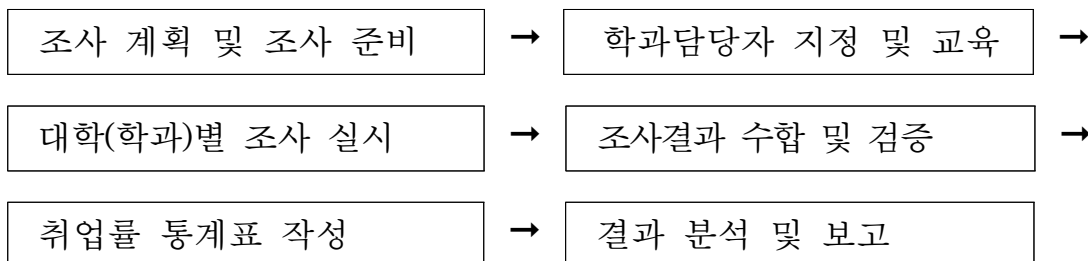 조사 계획 및 조사 준비 → 학과담당자 지정 및 교육 →
대학(학과)별 조사 실시 → 조사결과 수합 및 검증 →
취업률 통계표 작성 → 결과 분석 및 보고